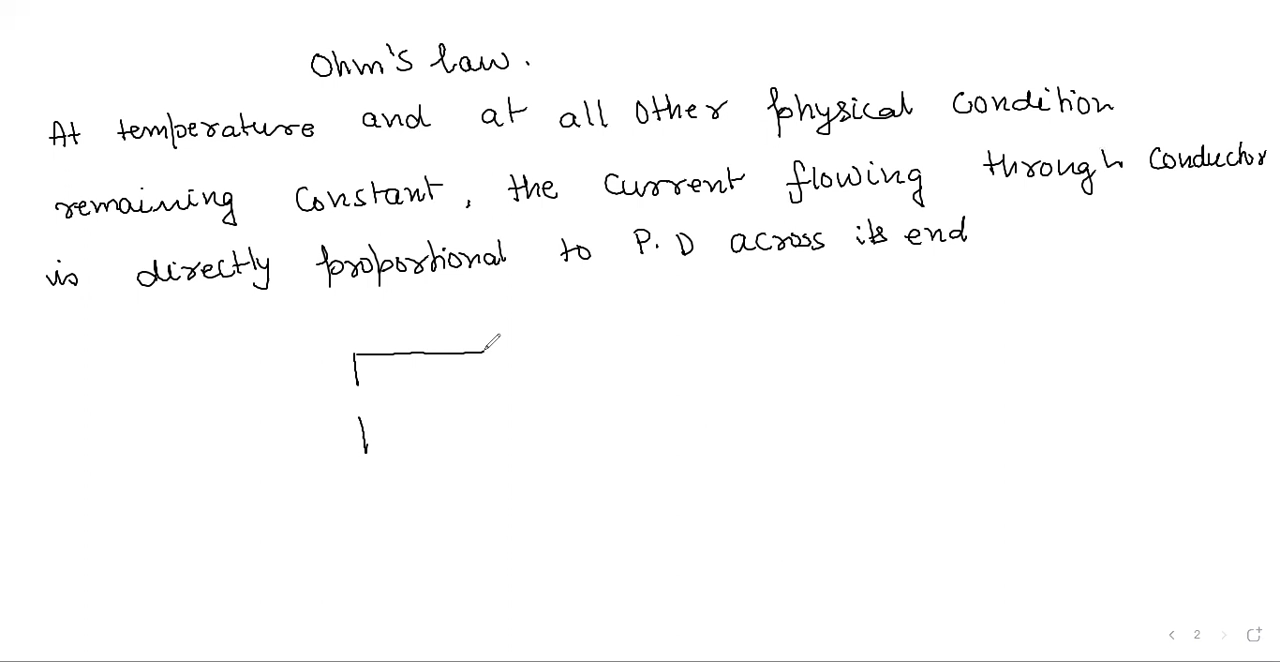 Ohm's law.
At temperature and at all other physical condition
remaining constant, the current flowing through conductor
is directly proportional to P.D across its end
2